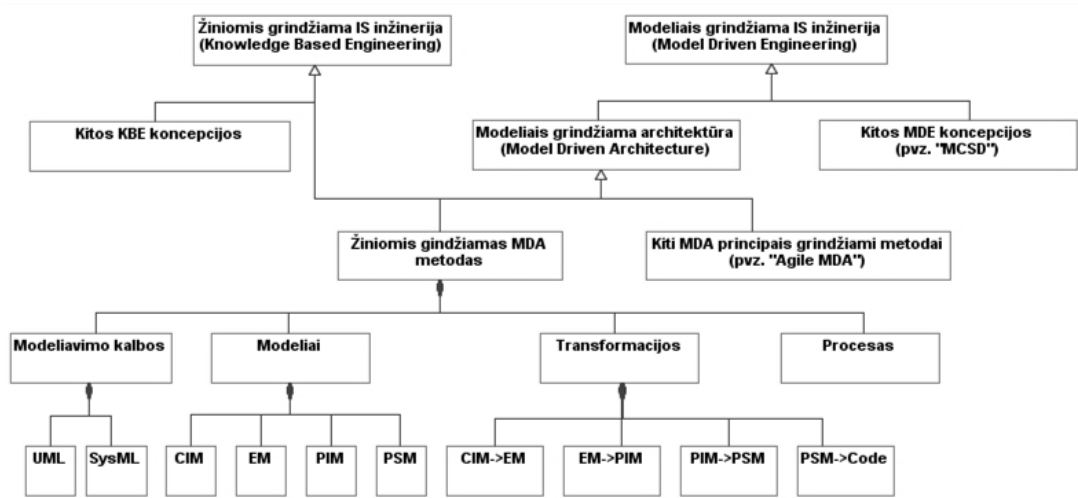 Žiniomis grindžiama IS inžinerija
(Knowledge Based Engineering)
Modeliais grindžiama IS inžinerija
(Model Driven Engineering)
Kitos KBE koncepcijos
Modeliais grindžiama architektūra
(Model Driven Architecture)
Kitos MDE koncepcijos
(pvz. "MCSD")
Žiniomis gindžiamas MDA
metodas
Kiti MDA principais grindžiami metodai
(pvz. "Agile MDA")
Modeliavimo kalbos
Modeliai
Transformacijos
Procesas
UML
SysML
CIM
EM
PIM
PSM
CIM->EM
EM->PIM
PIM->PSM
PSM->Code